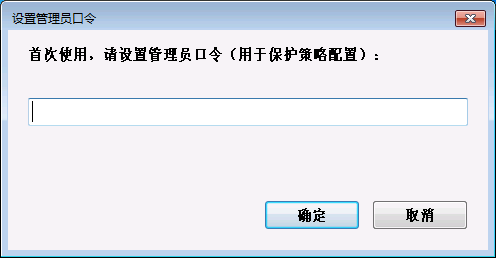 设置管理员口令
首次使用，请设置管理员口令（用于保护策略配置）：
确定
取消